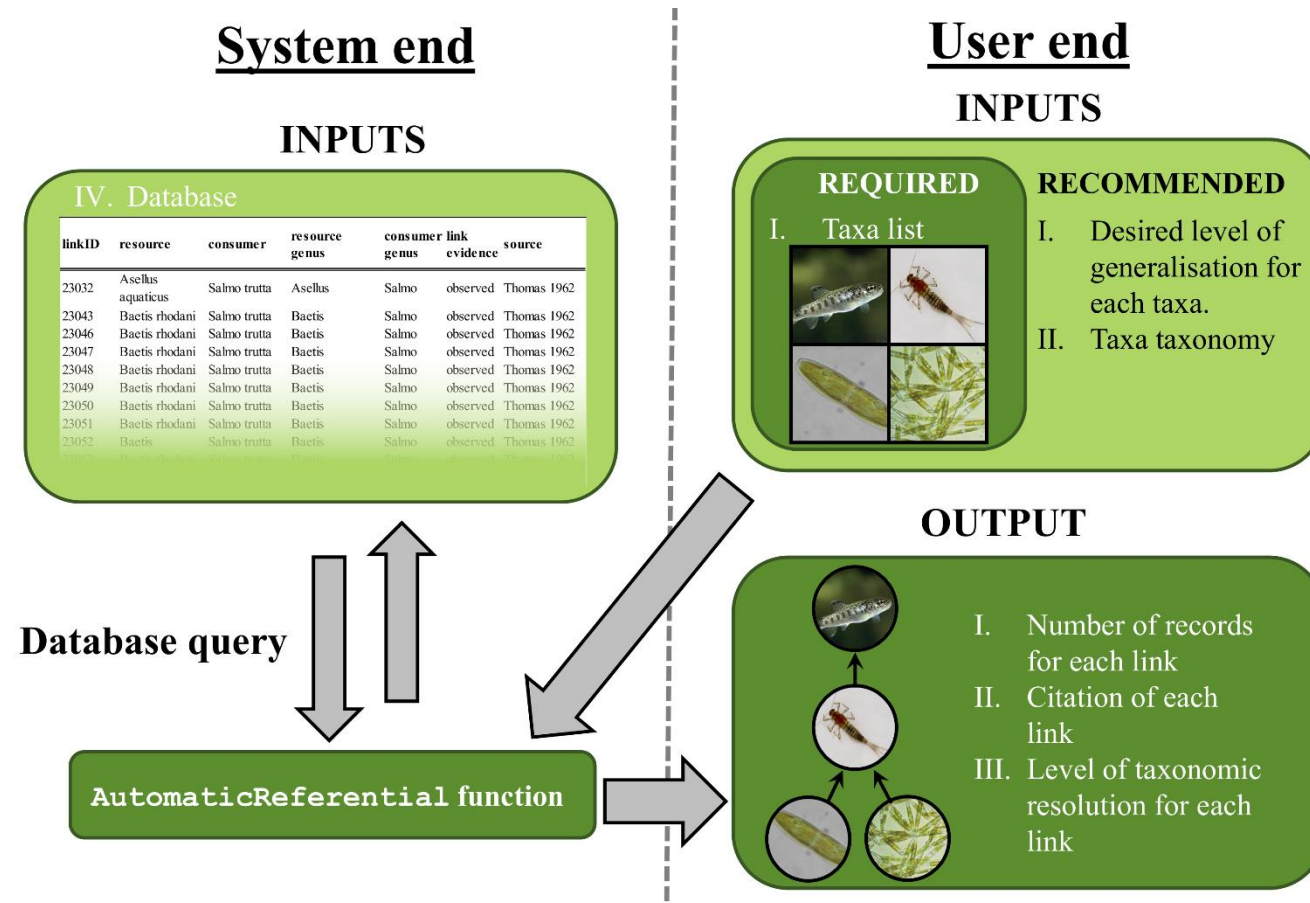 System end
INPUTS
IV. Database
linkID resource consumer resource genus consumer genus link evidence source
23032 Asellus aquaticus Salmo trutta Asellus Salmo observed Thomas 1962
23043 Baetis rhodani Salmo trutta Baetis Salmo observed Thomas 1962
23046 Baetis rhodani Salmo trutta Baetis Salmo observed Thomas 1962
23047 Baetis rhodani Salmo trutta Baetis Salmo observed Thomas 1962
23048 Baetis rhodani Salmo trutta Baetis Salmo observed Thomas 1962
23049 Baetis rhodani Salmo trutta Baetis Salmo observed Thomas 1962
23050 Baetis rhodani Salmo trutta Baetis Salmo observed Thomas 1962
23051 Baetis rhodani Salmo trutta Baetis Salmo observed Thomas 1962
23052 Baetis Salmo trutta Baetis Salmo observed Thomas 1962
Database query
AutomaticReferential function
User end
INPUTS
REQUIRED
I. Taxa list
RECOMMENDED
I. Desired level of
generalisation for
each taxa.
II. Taxa taxonomy
OUTPUT
I. Number of records
for each link
II. Citation of each
link
III. Level of taxonomic
resolution for each
link